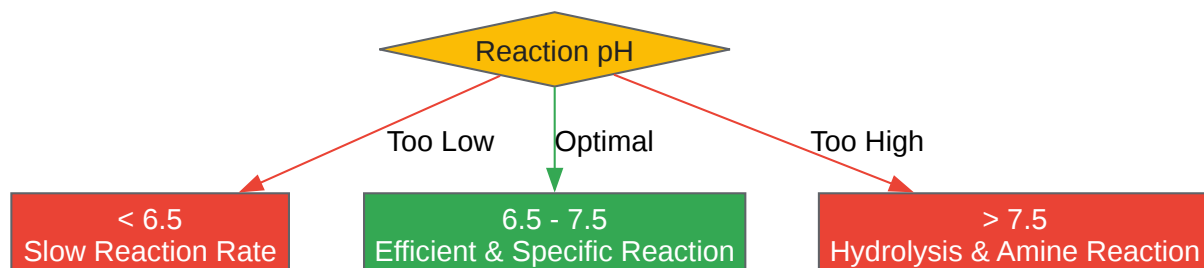 Reaction pH
Too Low
Optimal
Too High
< 6.5
Slow Reaction Rate
6.5 - 7.5
Efficient & Specific Reaction
> 7.5
Hydrolysis & Amine Reaction